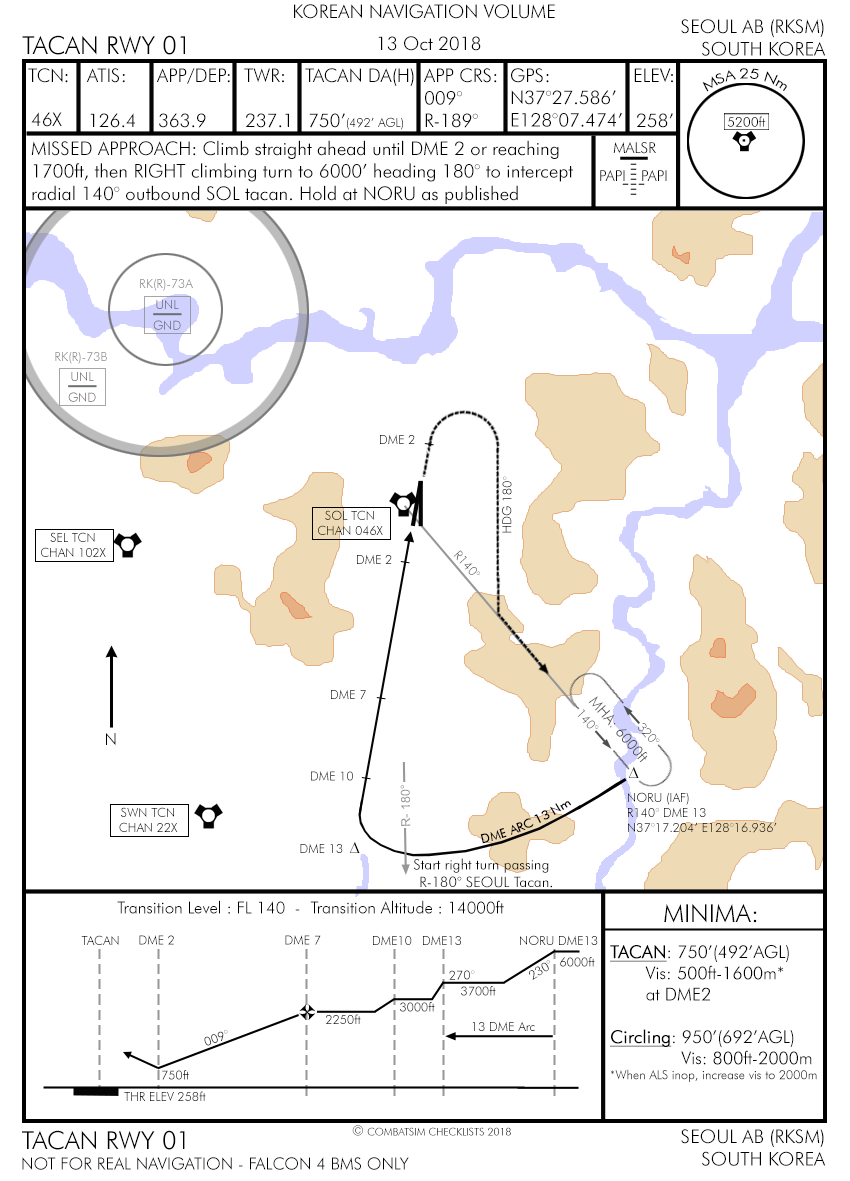 KOREAN NAVIGATION VOLUME
TACAN RWY 01
13 Oct 2018
SEOUL AB (RKSM)
SOUTH KOREA
TCN:
46X
ATIS:
126.4
APP/DEP:
363.9
TWR:
237.1
TACAN DA(H)
750'(492' AGL)
APP CRS:
009°
R-189°
GPS:
N37°27.586'
E128°07.474'
ELEV:
258'
MSA 25 Nm
5200ft
MISSED APPROACH: Climb straight ahead until DME 2 or reaching
1700ft, then RIGHT climbing turn to 6000' heading 180° to intercept
radial 140° outbound SOL tacan. Hold at NORU as published
MALSR
PAPI PAPI
RK(R)-73A
UNL
GND
RK(R)-73B
UNL
GND
DME 2
HDG 180°
SOL TCN
CHAN 046X
SEL TCN
CHAN 102X
DME 2
R140°
DME 7
MHA: 6000ft
140°
320°
N
DME 10
R- 180°
NORU (IAF)
R140° DME 13
N37°17.204' E128°16.936'
SWN TCN
CHAN 22X
DME ARC 13 Nm
DME 13
Start right turn passing
R-180° SEOUL Tacan.
Transition Level : FL 140 - Transition Altitude : 14000ft
TACAN DME 2 DME 7 DME10 DME13 NORU DME13
6000ft
230°
270°
3700ft
3000ft
2250ft
13 DME Arc
009°
750ft
THR ELEV 258ft
MINIMA:
TACAN: 750'(492'AGL)
Vis: 500ft-1600m*
at DME2
Circling: 950'(692'AGL)
Vis: 800ft-2000m
*When ALS inop, increase vis to 2000m
© COMBATSIM CHECKLISTS 2018
TACAN RWY 01
NOT FOR REAL NAVIGATION - FALCON 4 BMS ONLY
SEOUL AB (RKSM)
SOUTH KOREA